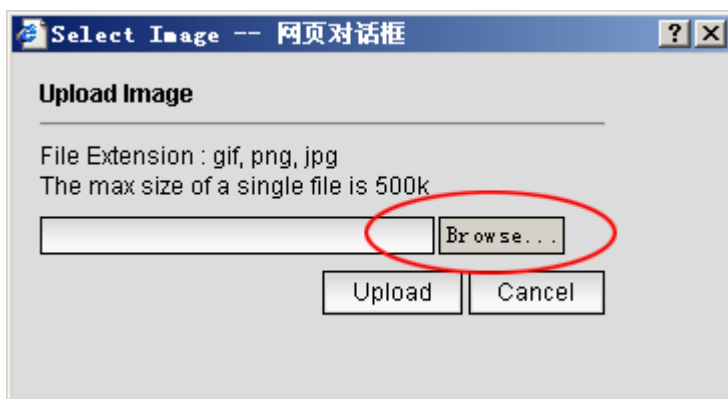 Select Image -- 网页对话框
Upload Image
File Extension : gif, png, jpg
The max size of a single file is 500k
Browse...
Upload Cancel